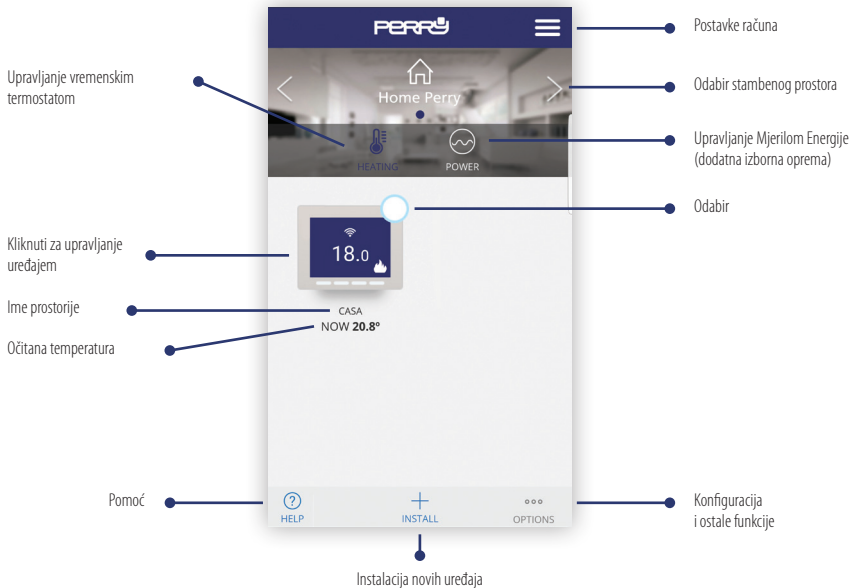 PERRY
Postavke računa
Upravljanje vremenskim
termostatom
Home Perry
Odabir stambenog prostora
HEATING
POWER
Upravljanje Mjerilom Energije
(dodatna izborna oprema)
Odabir
Kliknuti za upravljanje
uređajem
18.0
Ime prostorije
CASA
NOW 20.8º
Očitana temperatura
Pomoć
?
HELP
INSTALL
OPTIONS
Konfiguracija
i ostale funkcije
Instalacija novih uređaja